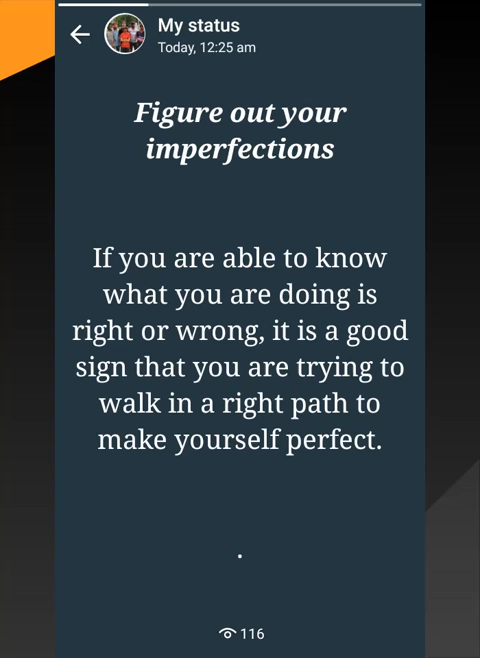 My status
Today, 12:25 am
Figure out your
imperfections
If you are able to know
what you are doing is
right or wrong, it is a good
sign that you are trying to
walk in a right path to
make yourself perfect.
.
116